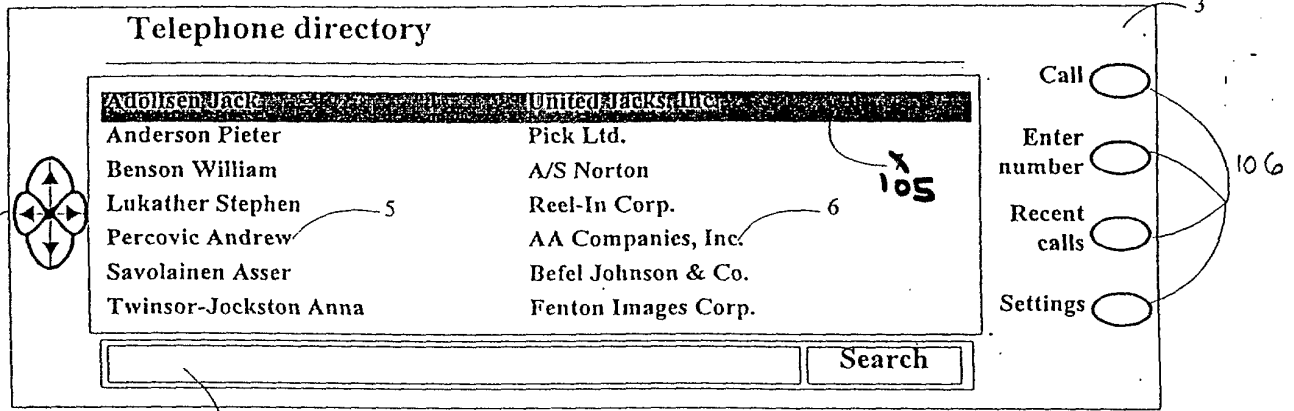 3
Telephone directory
Call
Adolfsen Jack United Jacks, Inc.
Anderson Pieter Pick Ltd.
Enter number
x
105
Benson William A/S Norton
106
Lukather Stephen Reel-In Corp.
5
6
Recent calls
Percovic Andrew AA Companies, Inc.
Savolainen Asser Befel Johnson & Co.
Twinsor-Jockston Anna Fenton Images Corp.
Settings
Search